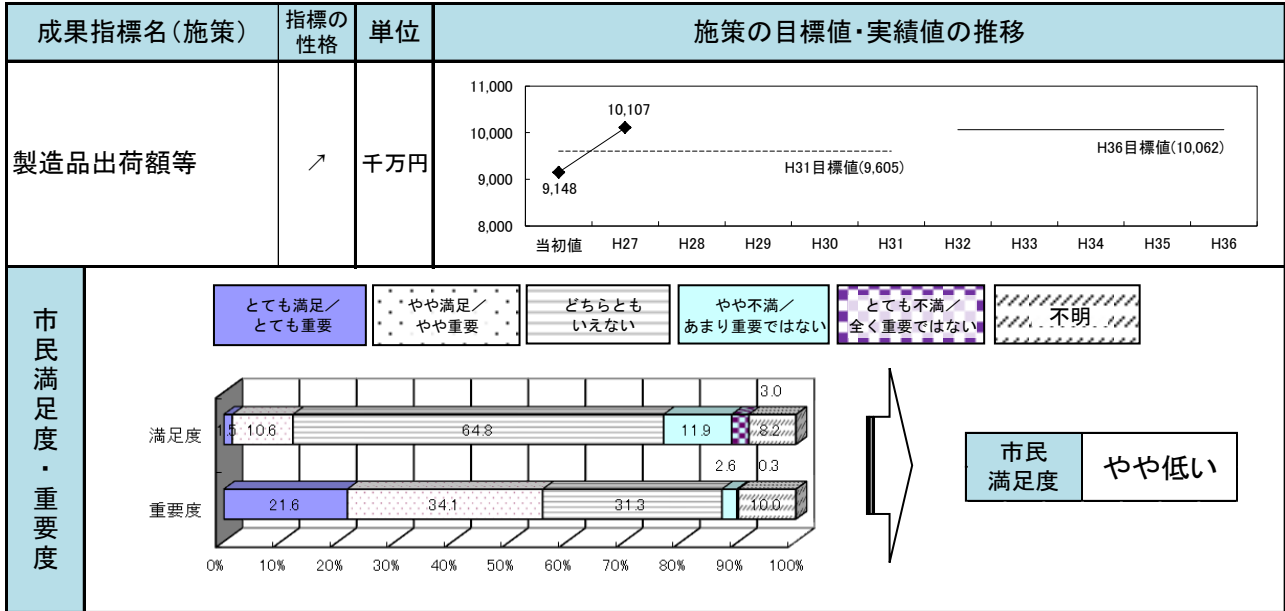 成果指標名（施策）
指標の
性格
単位
施策の目標値・実績値の推移
製造品出荷額等
↗
千万円
11,000
10,000
9,000
8,000
10,107
9,148
H31目標値(9,605)
H36目標値(10,062)
当初値 H27 H28 H29 H30 H31 H32 H33 H34 H35 H36
市民満足度・重要度
とても満足／
とても重要
やや満足／
やや重要
どちらとも
いえない
やや不満／
あまり重要ではない
とても不満／
全く重要ではない
不明
3.0
満足度 1.5 10.6 64.8 11.9 8.2
2.6 0.3
重要度 21.6 34.1 31.3 10.0
0% 10% 20% 30% 40% 50% 60% 70% 80% 90% 100%
市民
満足度
やや低い